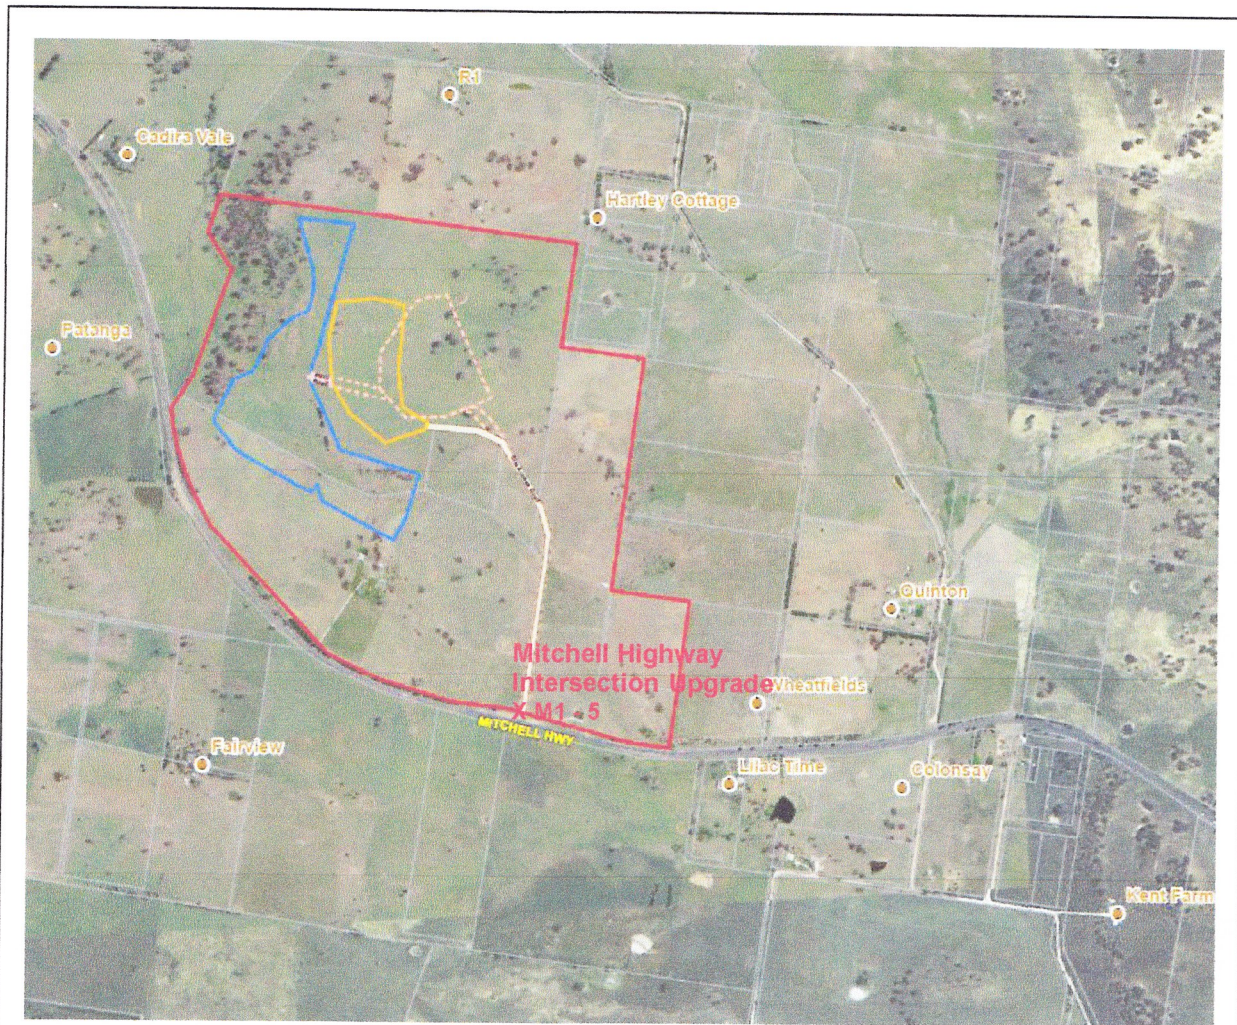 R1
Cadira Vale
Hartley Cottage
Patanga
Quinton
Mitchell Highway
Intersection Upgrade
X M1 - 5
Wheatfields
MITCHELL HWY
Fairview
Lilac Time
Colonsay
Kent Farm